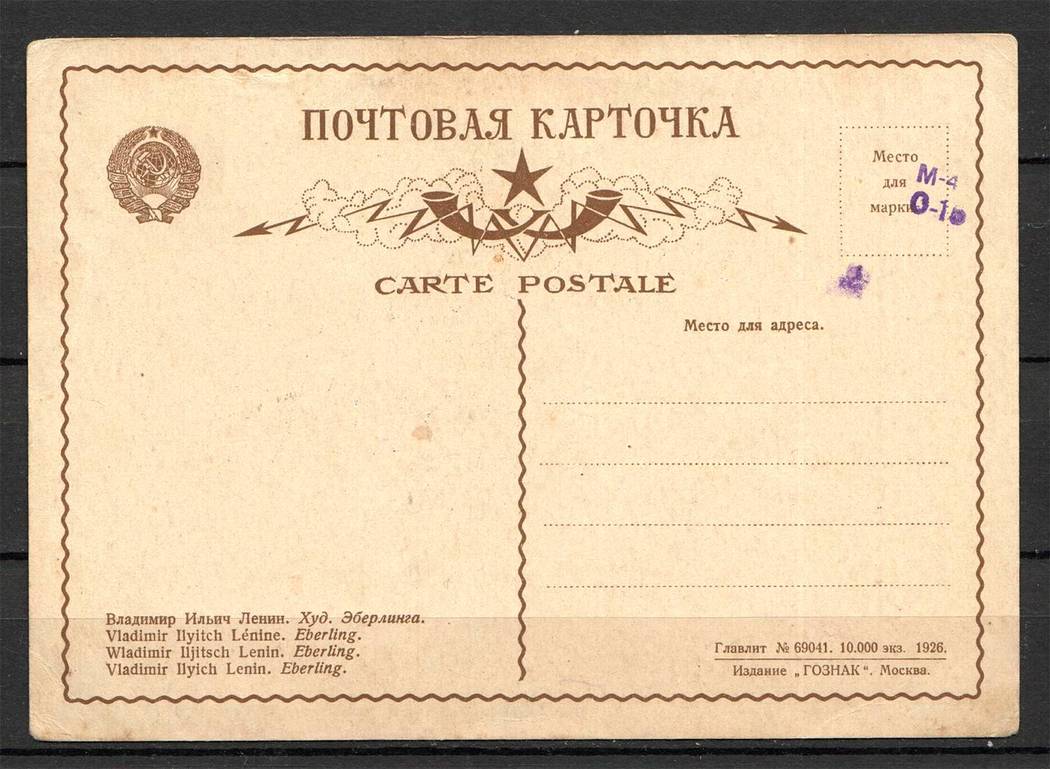 ПОЧТОВАЯ КАРТОЧКА
CARTE POSTALE
Место
для
марки
М-4
Место для адреса.
Владимир Ильич Ленин. Худ. Эберлинга.
Vladimir Ilyitch Lénine. Eberling.
Wladimir Iljitsch Lenin. Eberling.
Vladimir Ilyich Lenin. Eberling.
Главлит № 69041. 10.000 экз. 1926.
Издание „ГОЗНАК“. Москва.